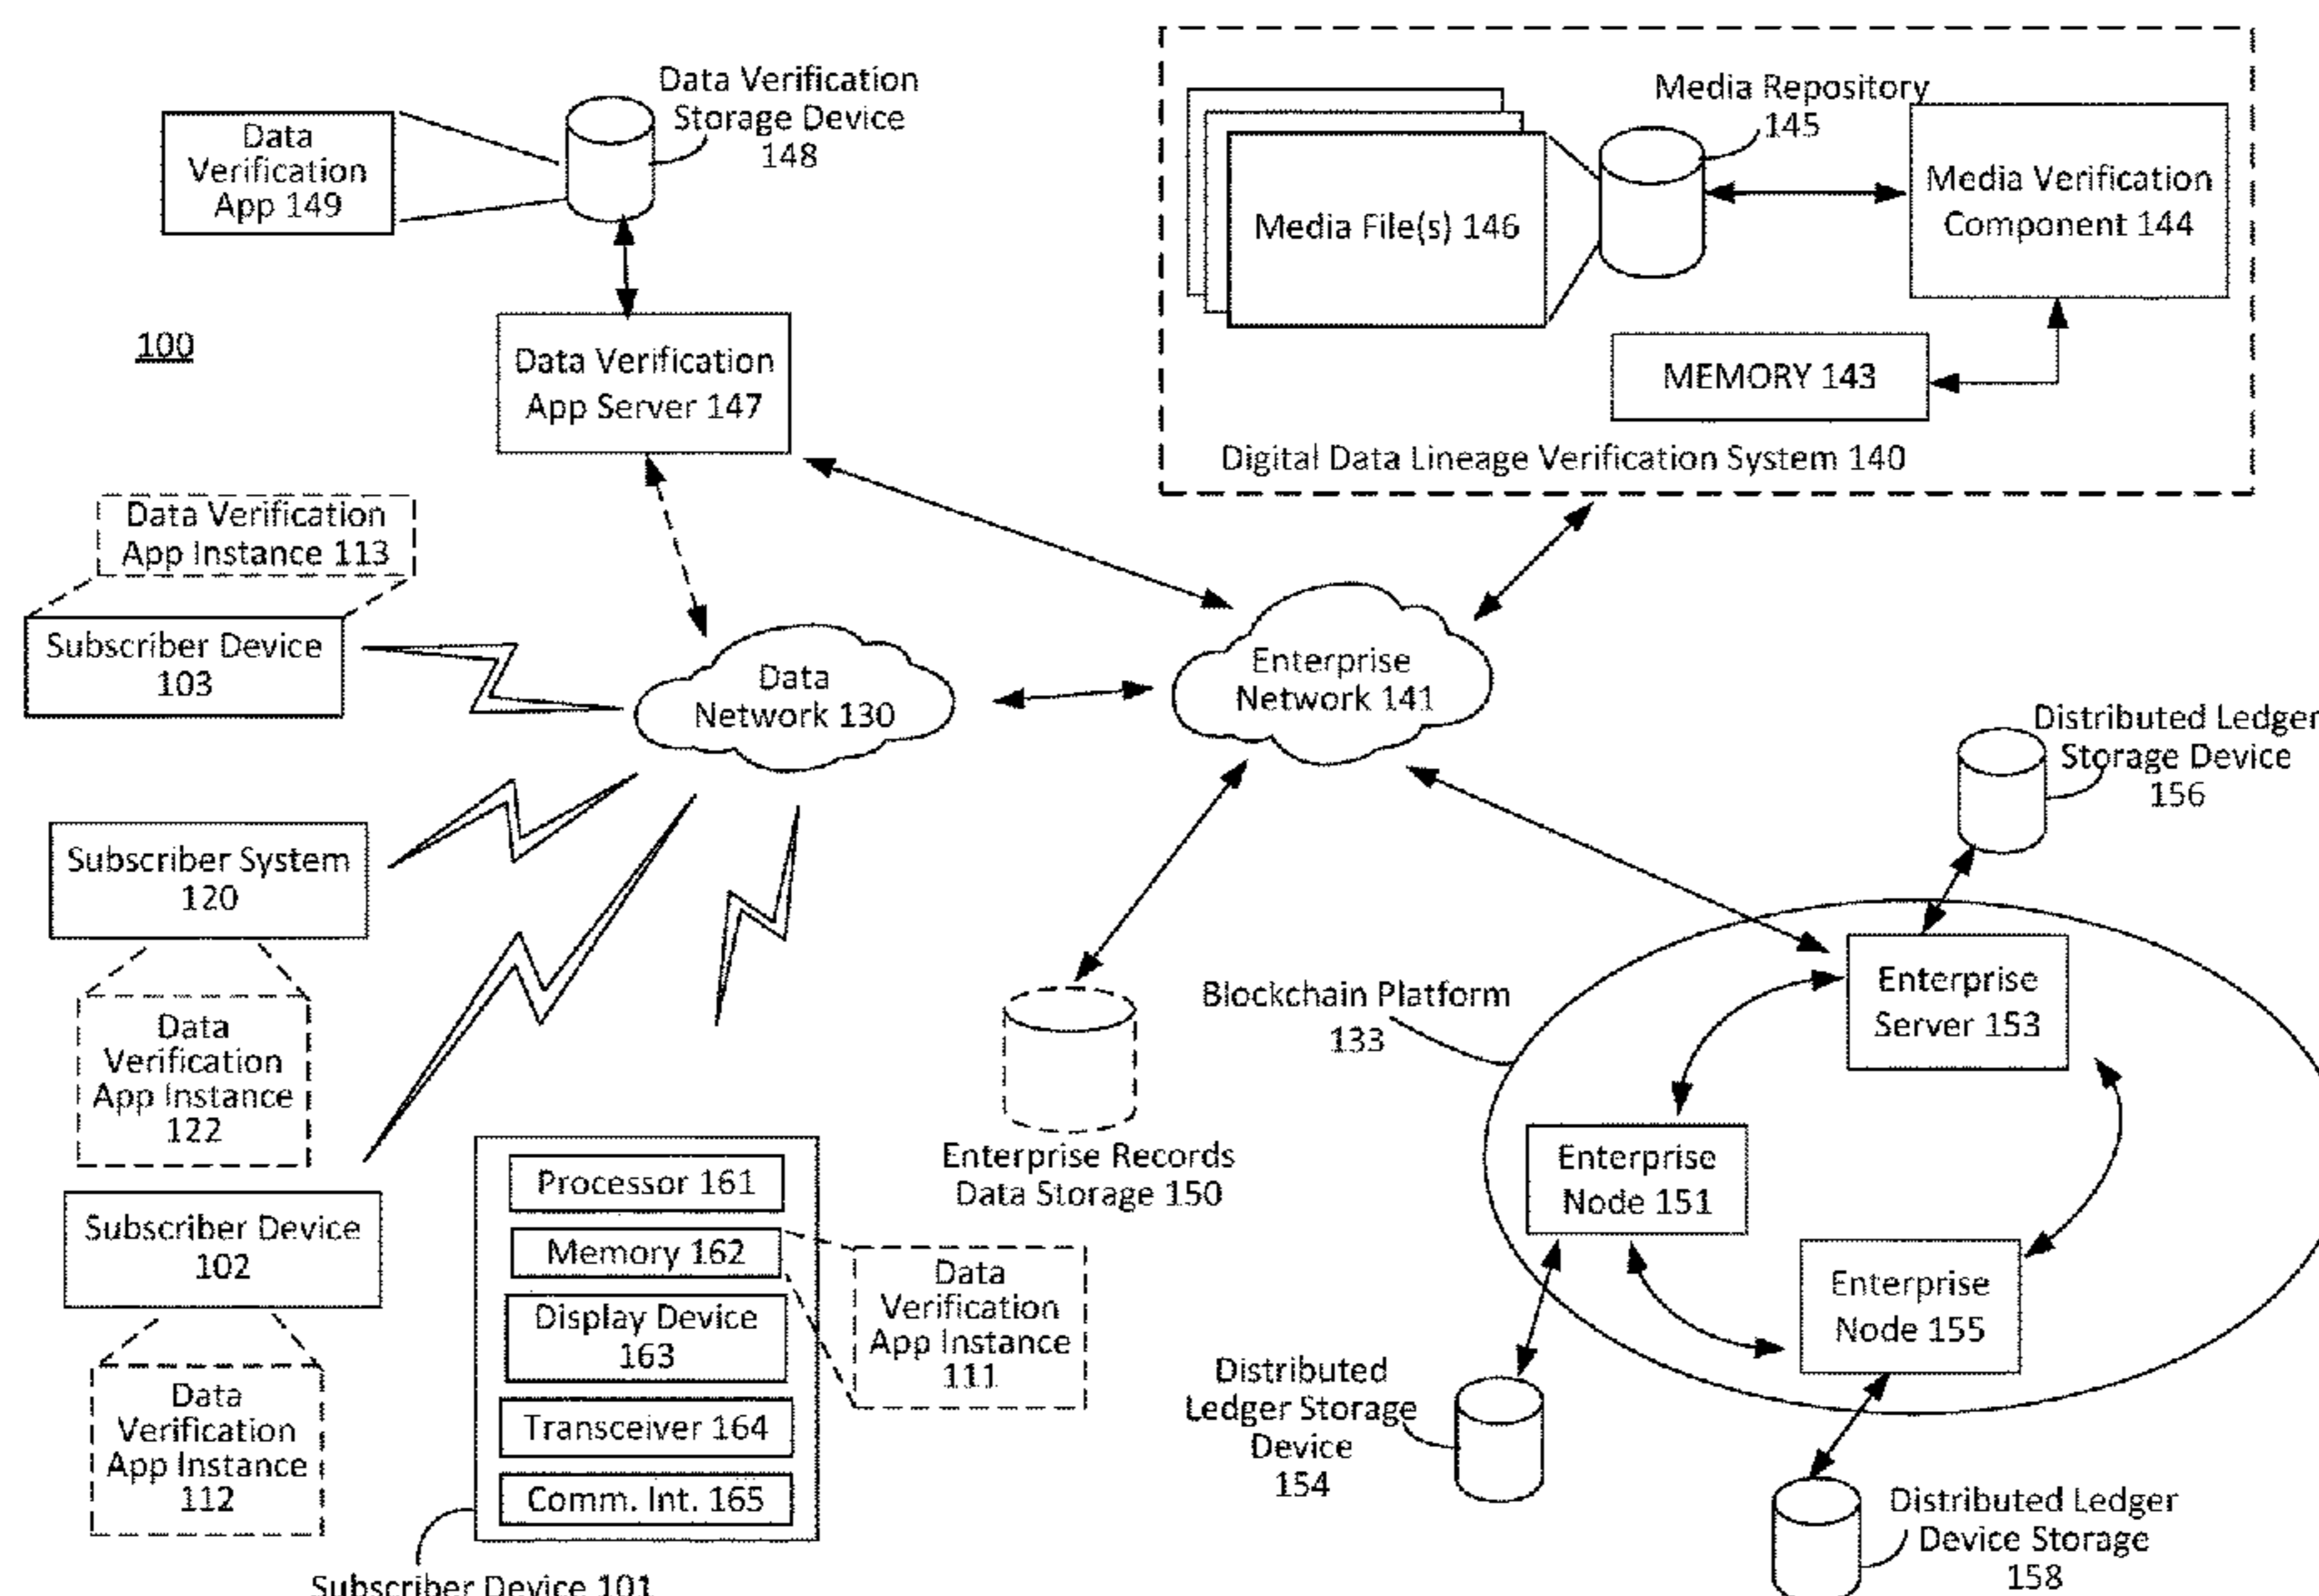 Data Verification
Storage Device
148
Data
Verification
App 149
Media Repository
145
Media File(s) 146
Media Verification
Component 144
MEMORY 143
Digital Data Lineage Verification System 140
100
Data Verification
App Server 147
Data Verification
App Instance 113
Subscriber Device
103
Data
Network 130
Enterprise
Network 141
Distributed Ledger
Storage Device
156
Subscriber System
120
Data
Verification
App Instance
122
Blockchain Platform
133
Enterprise
Server 153
Enterprise Records
Data Storage 150
Enterprise
Node 151
Enterprise
Node 155
Subscriber Device
102
Data
Verification
App Instance
112
Processor 161
Memory 162
Display Device
163
Transceiver 164
Comm. Int. 165
Data
Verification
App Instance
111
Subscriber Device 101
Distributed
Ledger Storage
Device
154
Distributed Ledger
Device Storage
158